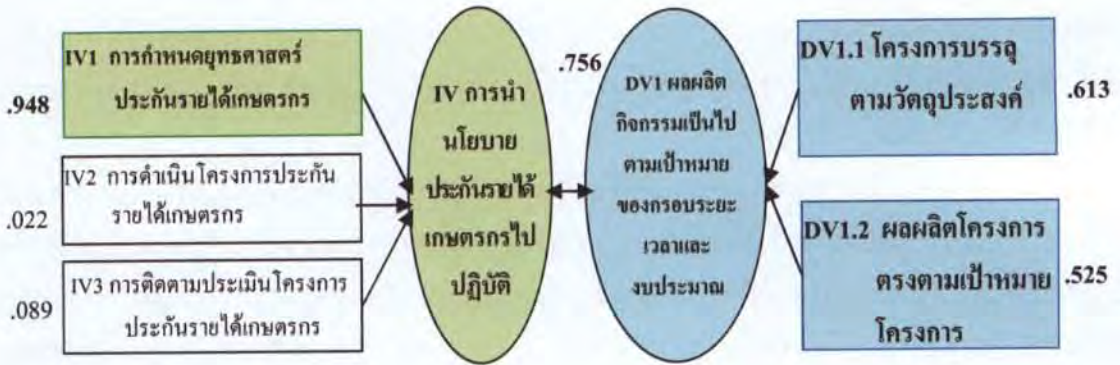 .948
IV1 การกำหนดยุทธศาสตร์
ประกันรายได้เกษตรกร
.022
IV2 การดำเนินโครงการประกัน
รายได้เกษตรกร
.089
IV3 การติดตามประเมินโครงการ
ประกันรายได้เกษตรกร
IV การนำ
นโยบาย
ประกันรายได้
เกษตรกรไป
ปฏิบัติ
.756
DV1 ผลผลิต
กิจกรรมเป็นไป
ตามเป้าหมาย
ของกรอบระยะ
เวลาและ
งบประมาณ
DV1.1 โครงการบรรลุ
ตามวัตถุประสงค์
.613
DV1.2 ผลผลิตโครงการ
ตรงตามเป้าหมาย
โครงการ
.525